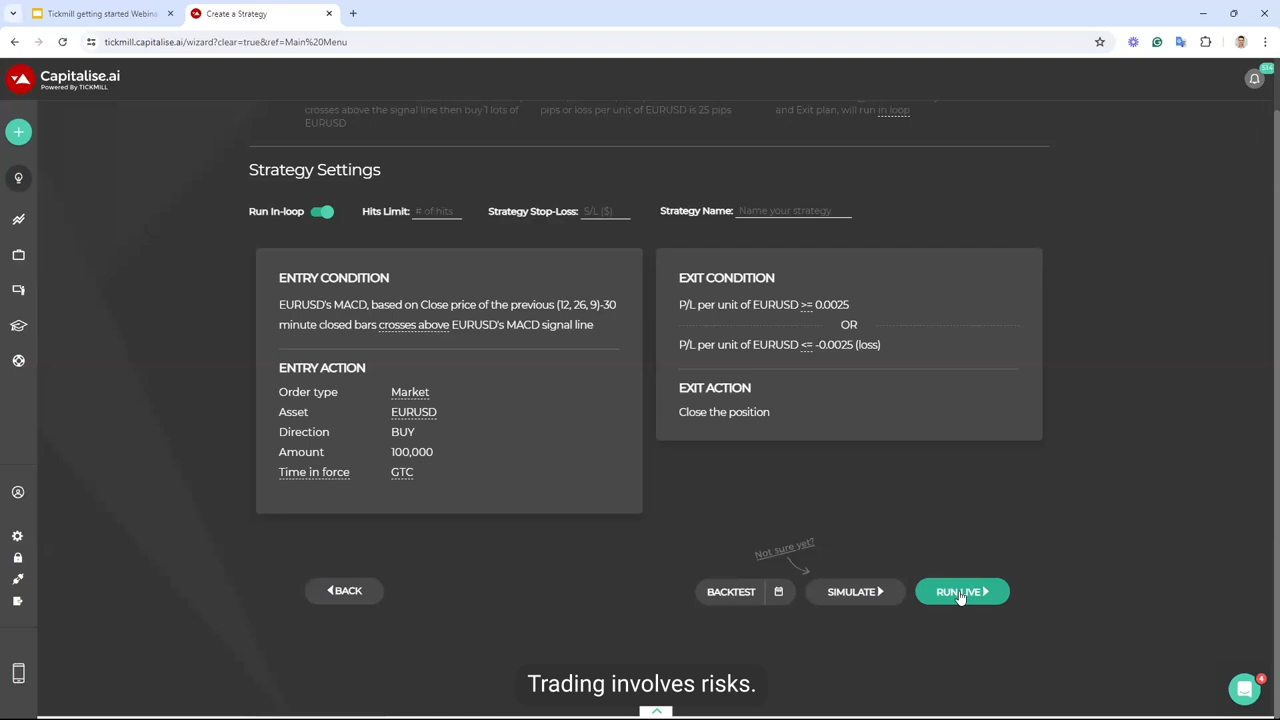 Tickmill getting started Webina
Create a Strategy
tickmill.capitalise.ai/wizard?clear=true&ref=Main%20Menu
Capitalise.ai
Powered By TICKMILL
514
crosses above the signal line then buy 1 lots of
EURUSD
pips or loss per unit of EURUSD is 25 pips
and Exit plan, will run in loop
Strategy Settings
Run In-loop
Hits Limit: # of hits
Strategy Stop-Loss: S/L ($)
Strategy Name: Name your strategy
ENTRY CONDITION
EURUSD's MACD, based on Close price of the previous (12, 26, 9)-30
minute closed bars crosses above EURUSD's MACD signal line
ENTRY ACTION
Order type Market
Asset EURUSD
Direction BUY
Amount 100,000
Time in force GTC
EXIT CONDITION
P/L per unit of EURUSD >= 0.0025
OR
P/L per unit of EURUSD <= -0.0025 (loss)
EXIT ACTION
Close the position
Not sure yet?
BACK
BACKTEST
SIMULATE
RUN LIVE
Trading involves risks.
4